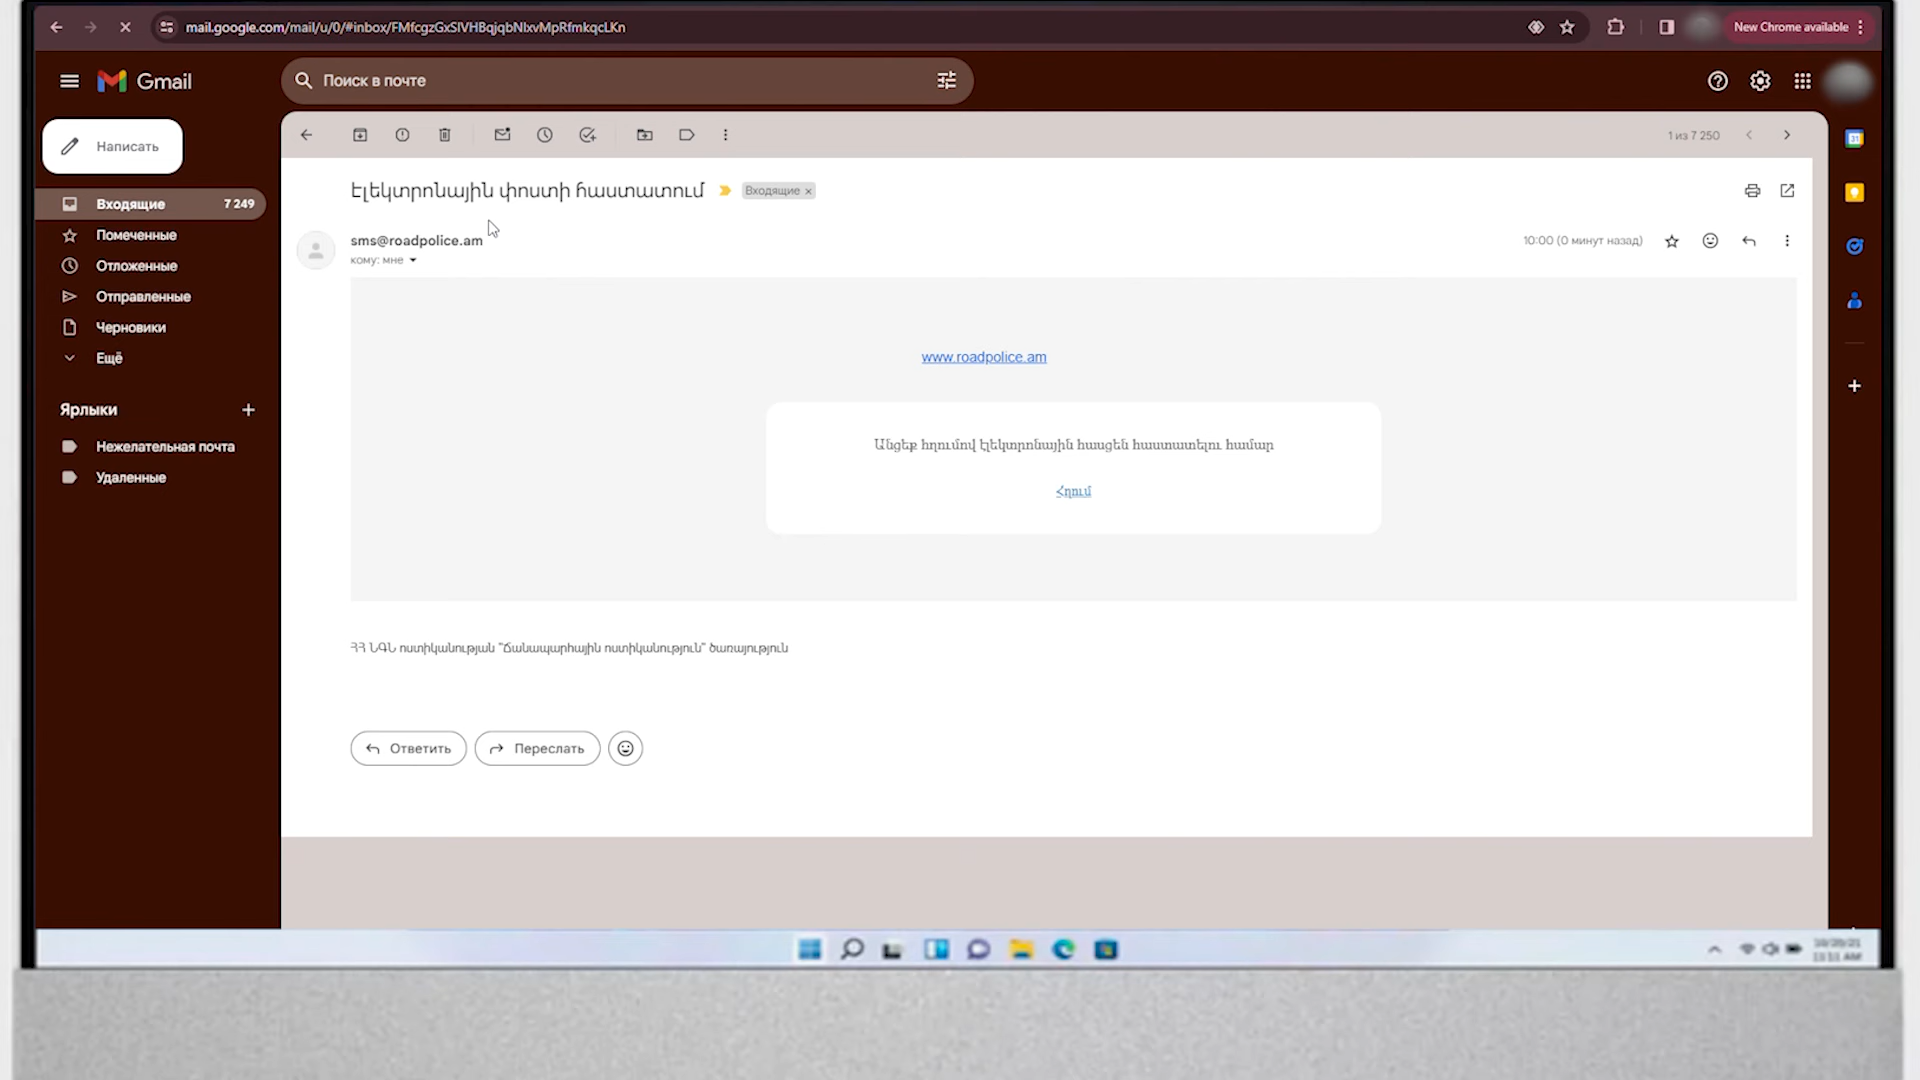 mail.google.com/mail/u/0/#inbox/FMfcgzGxSlVHBqjqbNlxvMpRfmkqcLKn
New Chrome available
Gmail
Поиск в почте
Написать
1 из 7 250
Входящие 7 249
Помеченные
Отложенные
Отправленные
Черновики
Ещё
Ярлыки
Нежелательная почта
Удаленные
Էլեկտրոնային փոստի հաստատում
Входящие
sms@roadpolice.am
10:00 (0 минут назад)
кому: мне
www.roadpolice.am
Անցեք հղումով էլեկտրոնային հասցեն հաստատելու համար
Հղում
ՀՀ ՆԳՆ ոստիկանության "Ճանապարհային ոստիկանություն" ծառայություն
Ответить
Переслать